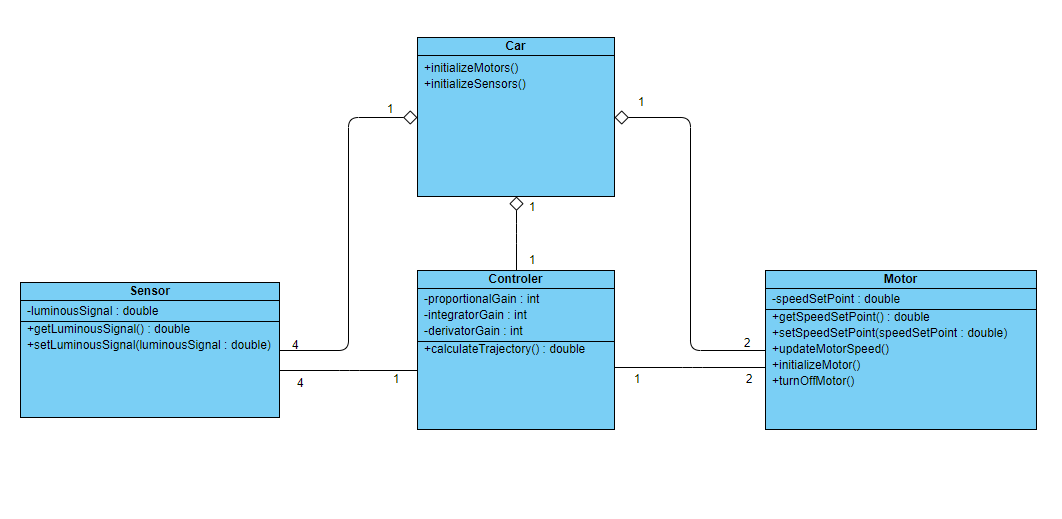 Car
+initializeMotors()
+initializeSensors()
1
1
1
1
Sensor
-luminousSignal : double
+getLuminousSignal() : double
+setLuminousSignal(luminousSignal : double)
4
4
Controler
-proportionalGain : int
-integratorGain : int
-derivatorGain : int
+calculateTrajectory() : double
1
1
Motor
-speedSetPoint : double
+getSpeedSetPoint() : double
+setSpeedSetPoint(speedSetPoint : double)
+updateMotorSpeed()
+initializeMotor()
+turnOffMotor()
2
2